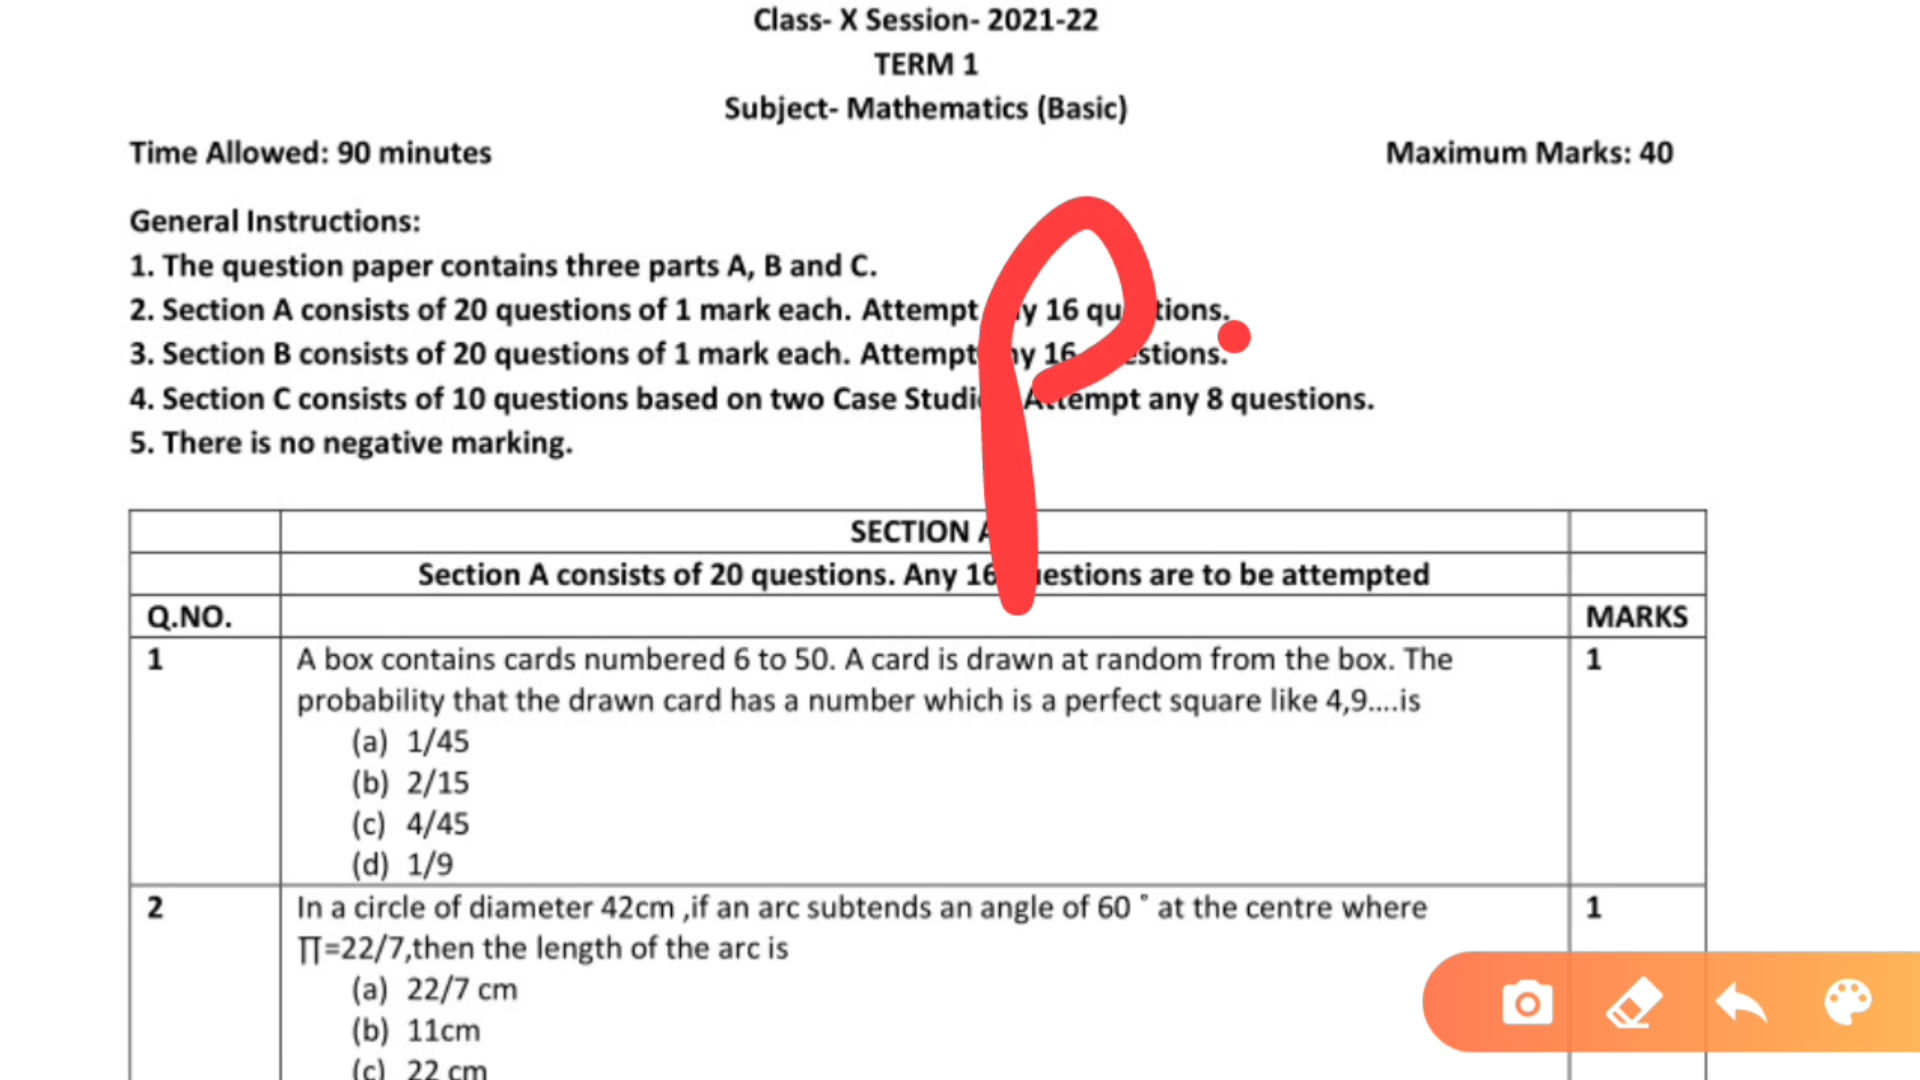 Class- X Session- 2021-22
TERM 1
Subject- Mathematics (Basic)
Time Allowed: 90 minutes Maximum Marks: 40
General Instructions:
1. The question paper contains three parts A, B and C.
2. Section A consists of 20 questions of 1 mark each. Attempt 16
3. Section B consists of 20 questions of 1 mark each. Attempt 16
4. Section C consists of 10 questions based on two Case Attempt any 8 questions.
5. There is no negative marking.
P.
SECTION A
Section A consists of 20 questions. Any 16 questions are to be attempted
Q.NO. MARKS
1 A box contains cards numbered 6 to 50. A card is drawn at random from the box. The 1
probability that the drawn card has a number which is a perfect square like 4,9....is
(a) 1/45
(b) 2/15
(c) 4/45
(d) 1/9
2 In a circle of diameter 42cm ,if an arc subtends an angle of 60 ° at the centre where 1
∏=22/7,then the length of the arc is
(a) 22/7 cm
(b) 11cm
(c) 22 cm